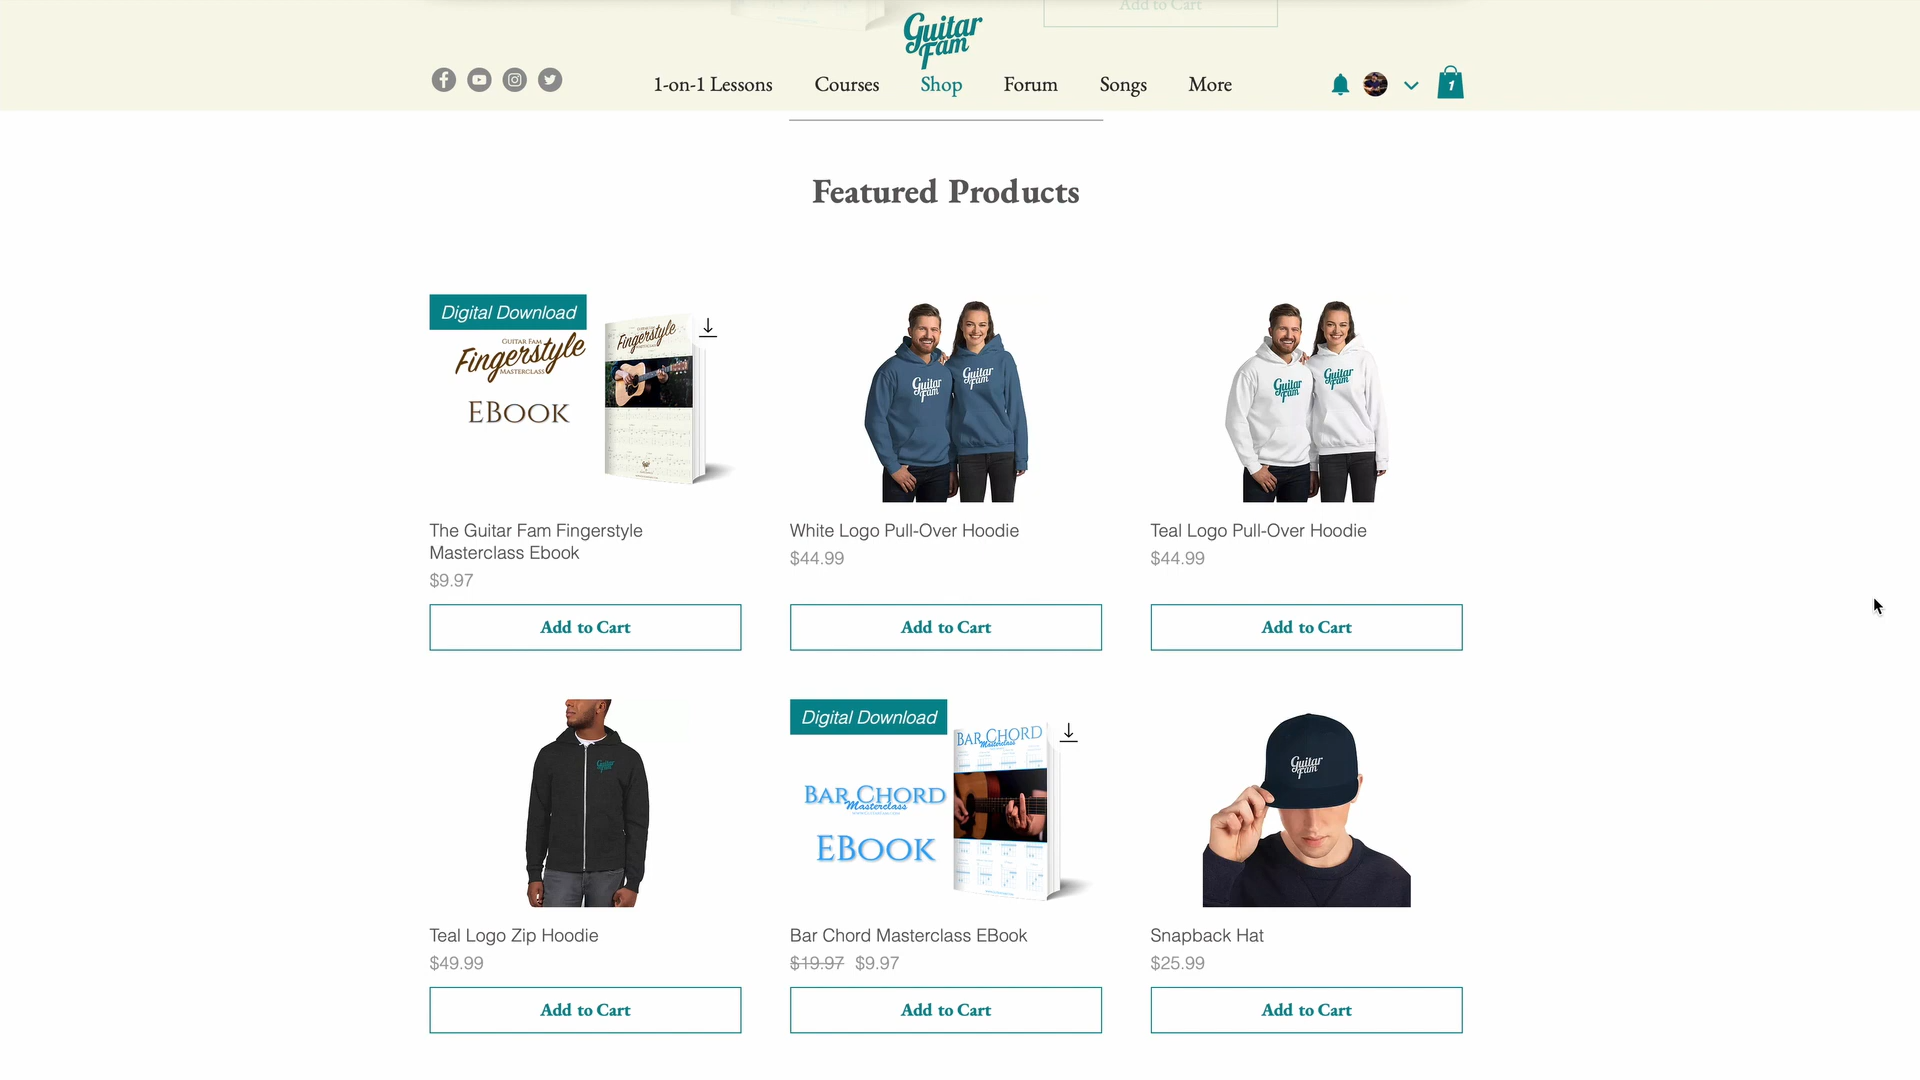 Add to Cart
Guitar
Fam
1-on-1 Lessons
Courses
Shop
Forum
Songs
More
1
Featured Products
Digital Download
Guitar Fam
Fingerstyle
Masterclass
EBook
Fingerstyle
Guitar
Fam
Guitar
Fam
Guitar
Fam
Guitar
Fam
The Guitar Fam Fingerstyle
Masterclass Ebook
$9.97
White Logo Pull-Over Hoodie
$44.99
Teal Logo Pull-Over Hoodie
$44.99
Add to Cart
Add to Cart
Add to Cart
Guitar
Fam
Digital Download
Bar Chord
Masterclass
EBook
Bar Chord
Masterclass
Guitar
Fam
Teal Logo Zip Hoodie
$49.99
Bar Chord Masterclass EBook
$19.97 $9.97
Snapback Hat
$25.99
Add to Cart
Add to Cart
Add to Cart